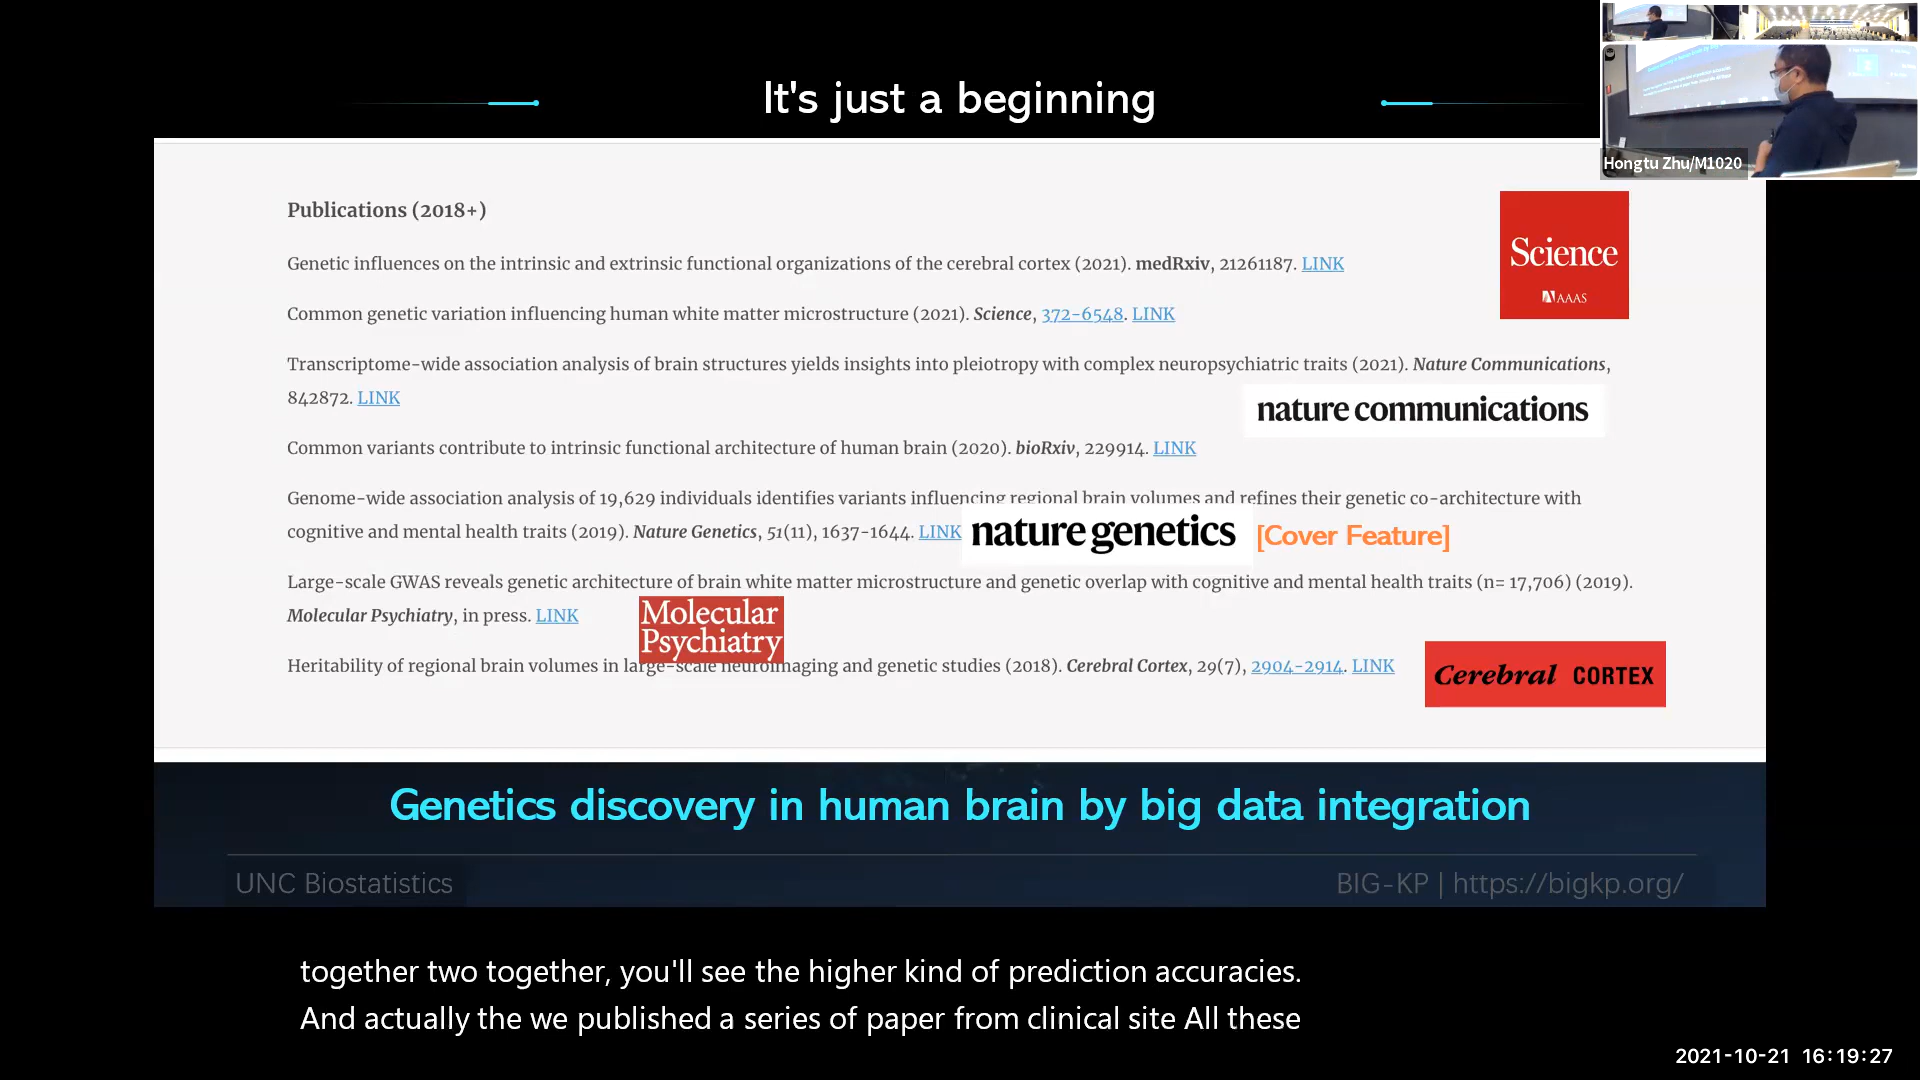 It's just a beginning
Hongtu Zhu/M1020
Publications (2018+)
Science
AAAS
Genetic influences on the intrinsic and extrinsic functional organizations of the cerebral cortex (2021). medRxiv, 21261187. LINK
Common genetic variation influencing human white matter microstructure (2021). Science, 372-6548. LINK
Transcriptome-wide association analysis of brain structures yields insights into pleiotropy with complex neuropsychiatric traits (2021). Nature Communications,
842872. LINK
nature communications
Common variants contribute to intrinsic functional architecture of human brain (2020). bioRxiv, 229914. LINK
Genome-wide association analysis of 19,629 individuals identifies variants influencing regional brain volumes and refines their genetic co-architecture with
cognitive and mental health traits (2019). Nature Genetics, 51(11), 1637-1644. LINK
nature genetics
[Cover Feature]
Large-scale GWAS reveals genetic architecture of brain white matter microstructure and genetic overlap with cognitive and mental health traits (n= 17,706) (2019).
Molecular Psychiatry, in press. LINK
Molecular
Psychiatry
Heritability of regional brain volumes in large-scale neuroimaging and genetic studies (2018). Cerebral Cortex, 29(7), 2904-2914. LINK
Cerebral CORTEX
Genetics discovery in human brain by big data integration
UNC Biostatistics
BIG-KP | https://bigkp.org/
together two together, you'll see the higher kind of prediction accuracies.
And actually the we published a series of paper from clinical site All these
2021-10-21 16:19:27